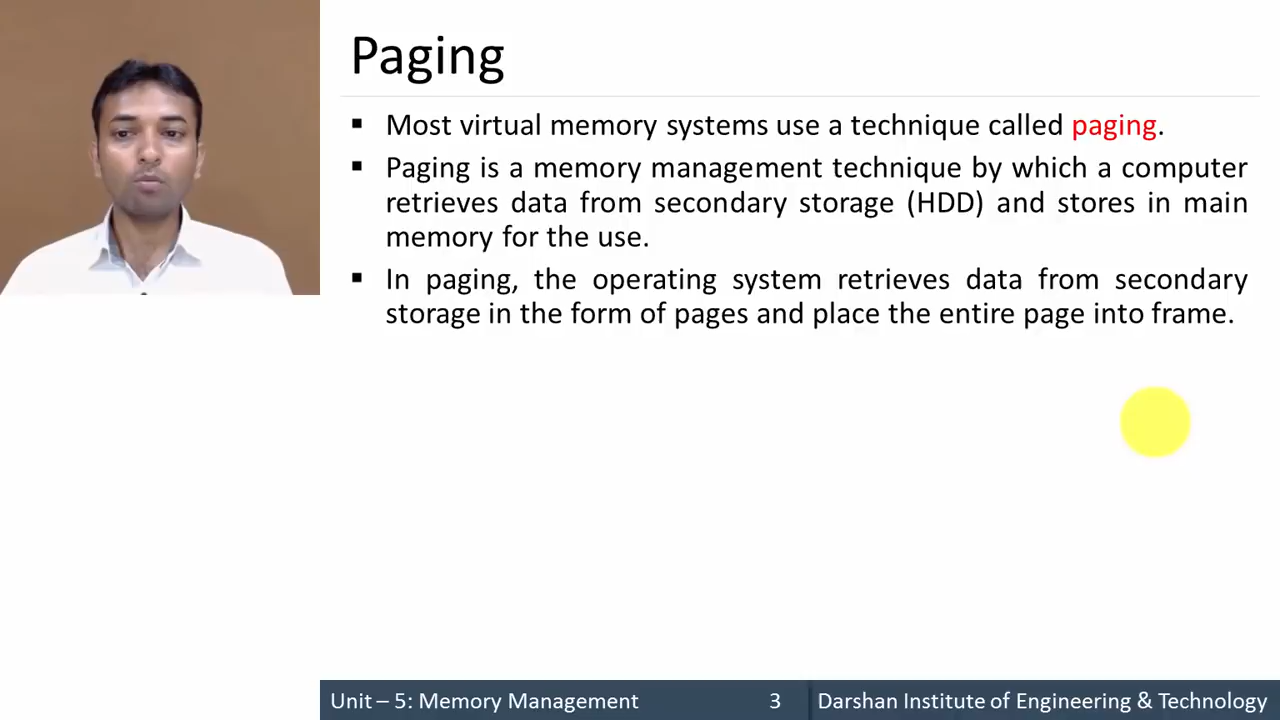 Paging
▪ Most virtual memory systems use a technique called paging.
▪ Paging is a memory management technique by which a computer
retrieves data from secondary storage (HDD) and stores in main
memory for the use.
▪ In paging, the operating system retrieves data from secondary
storage in the form of pages and place the entire page into frame.
Unit – 5: Memory Management 3 Darshan Institute of Engineering & Technology